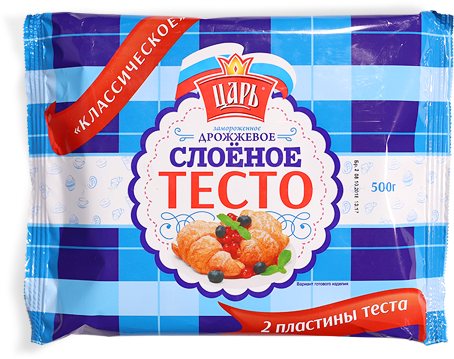 «КЛАССИЧЕСКОЕ»
ЦАРЬ
замороженное
ДРОЖЖЕВОЕ
СЛОЁНОЕ
ТЕСТО
500г
Вариант готового изделия
2 пластины теста